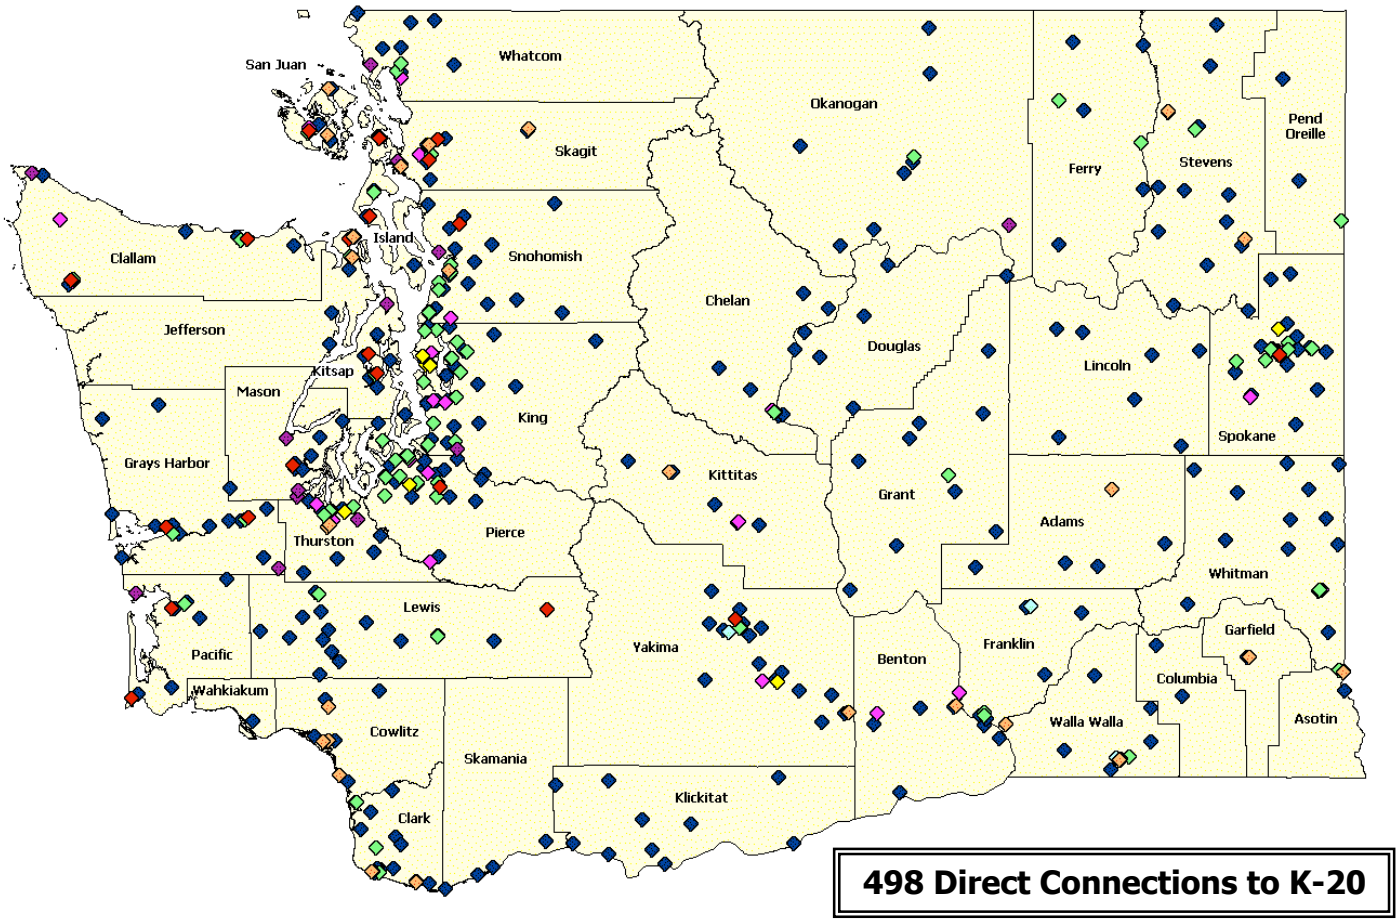 Whatcom
San Juan
Okanogan
Pend
Oreille
Skagit
Ferry
Stevens
Island
Snohomish
Clallam
Chelan
Jefferson
Douglas
Lincoln
Kitsap
Mason
King
Spokane
Grays Harbor
Kittitas
Grant
Adams
Pierce
Thurston
Whitman
Lewis
Garfield
Franklin
Yakima
Pacific
Benton
Columbia
Wahkiakum
Asotin
Walla Walla
Cowlitz
Skamania
Klickitat
Clark
498 Direct Connections to K-20